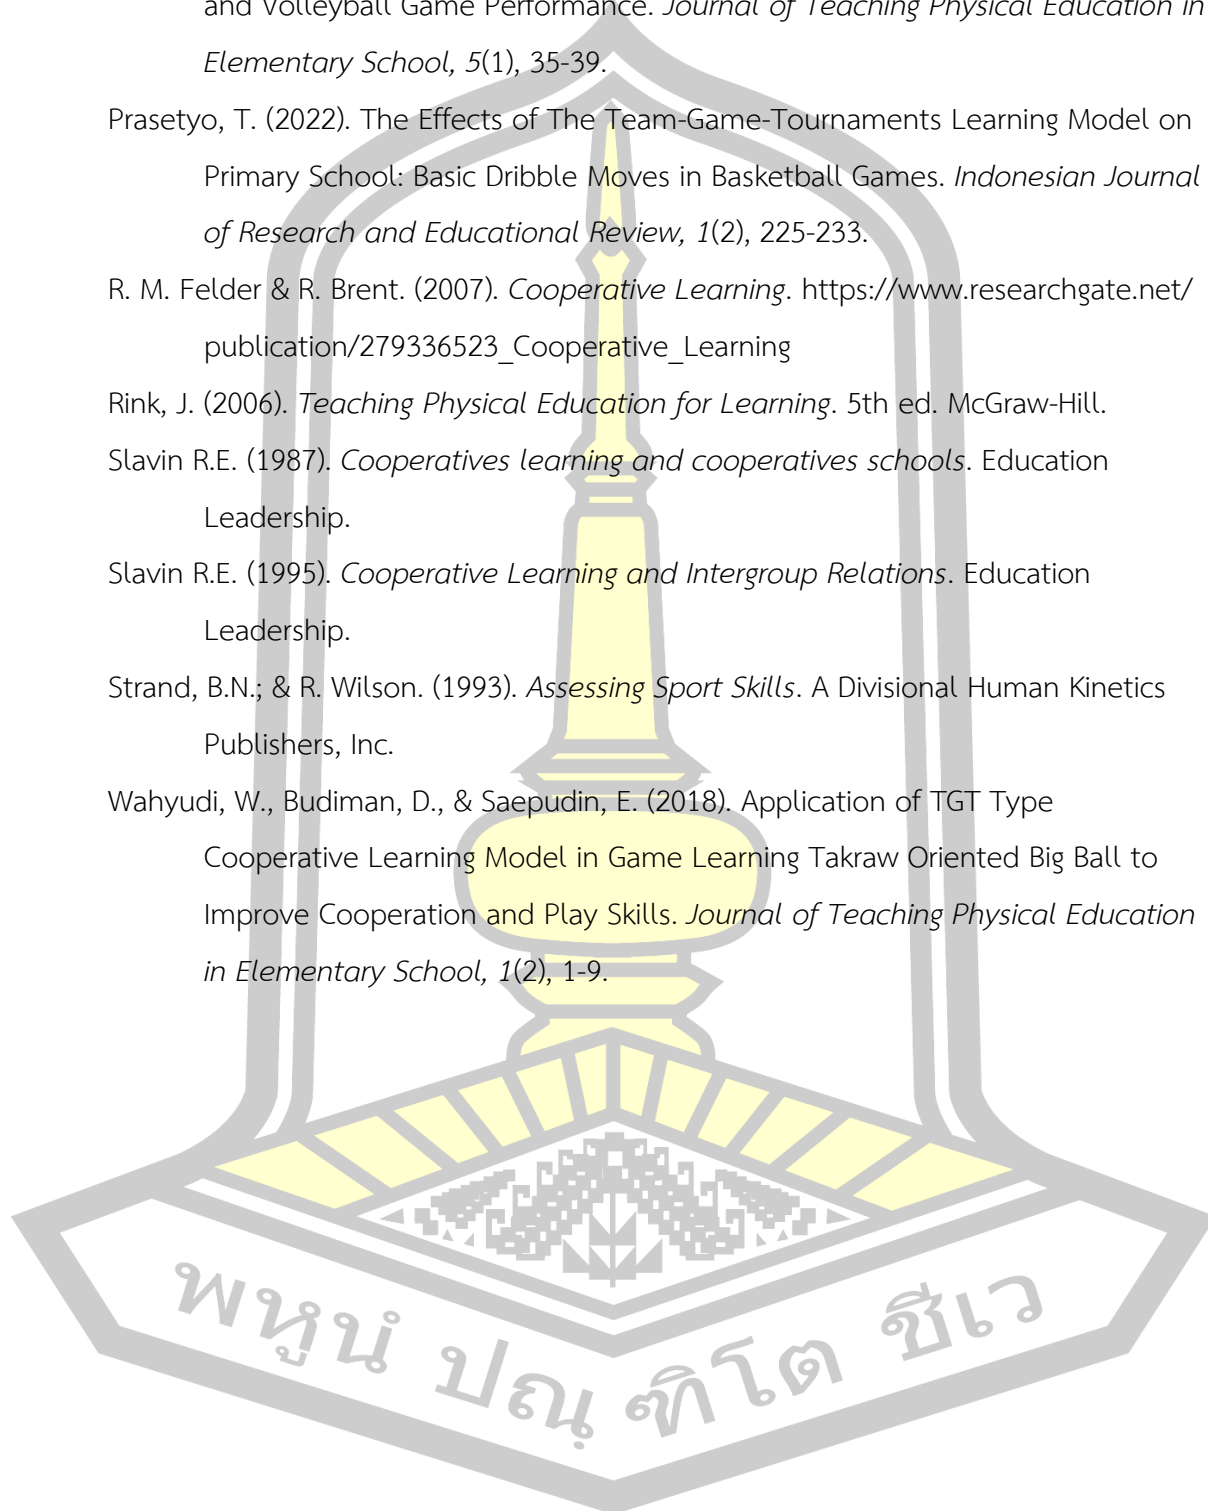 and Volleyball Game Performance. Journal of Teaching Physical Education in
Elementary School, 5(1), 35-39.
Prasetyo, T. (2022). The Effects of The Team-Game-Tournaments Learning Model on
Primary School: Basic Dribble Moves in Basketball Games. Indonesian Journal
of Research and Educational Review, 1(2), 225-233.
R. M. Felder & R. Brent. (2007). Cooperative Learning. https://www.researchgate.net/
publication/279336523_Cooperative_Learning
Rink, J. (2006). Teaching Physical Education for Learning. 5th ed. McGraw-Hill.
Slavin R.E. (1987). Cooperatives learning and cooperatives schools. Education
Leadership.
Slavin R.E. (1995). Cooperative Learning and Intergroup Relations. Education
Leadership.
Strand, B.N.; & R. Wilson. (1993). Assessing Sport Skills. A Divisional Human Kinetics
Publishers, Inc.
Wahyudi, W., Budiman, D., & Saepudin, E. (2018). Application of TGT Type
Cooperative Learning Model in Game Learning Takraw Oriented Big Ball to
Improve Cooperation and Play Skills. Journal of Teaching Physical Education
in Elementary School, 1(2), 1-9.
พหูนํ ปณฺฑิโต ชีเว